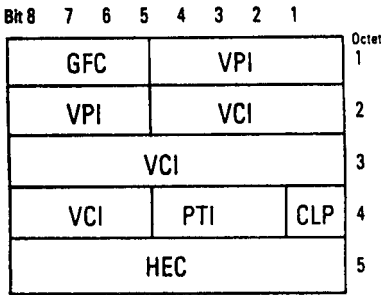 Bit 8 7 6 5 4 3 2 1
Octet
GFC VPI 1
VPI VCI 2
VCI 3
VCI PTI CLP 4
HEC 5